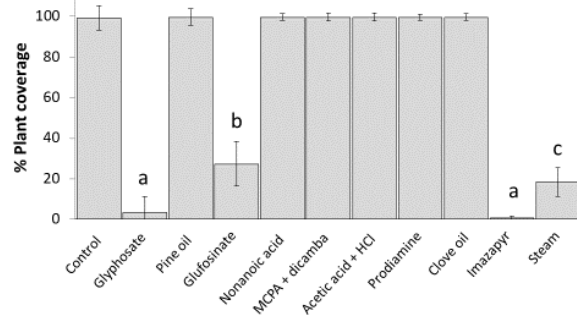 % Plant coverage
100
80
60
40
20
0
a
b
a
c
Control
Glyphosate
Pine oil
Glufosinate
Nonanoic acid
MCPA + dicamba
Acetic acid + HCl
Prodiamine
Clove oil
Imazapyr
Steam